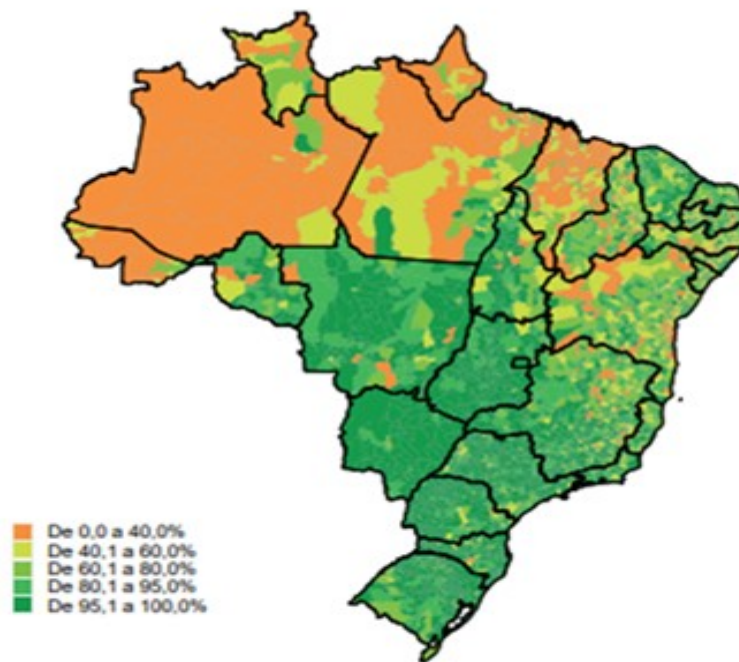 De 0,0 a 40,0%
De 40,1 a 60,0%
De 60,1 a 80,0%
De 80,1 a 95,0%
De 95,1 a 100,0%